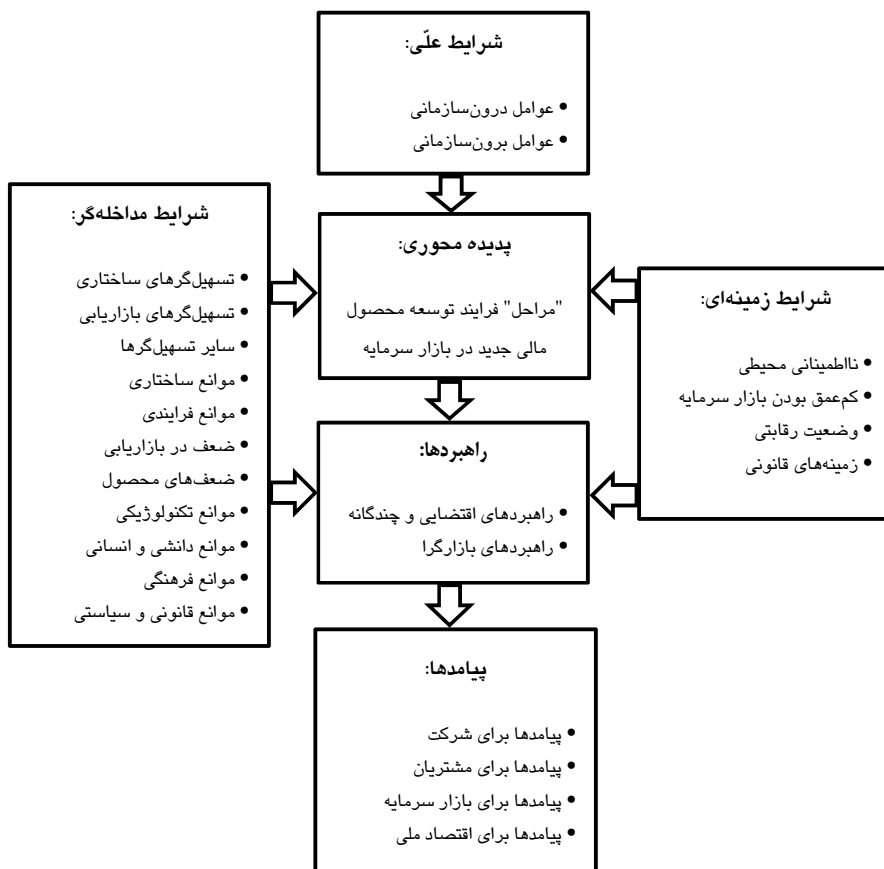 شرایط علّی:
• عوامل درون‌سازمانی
• عوامل برون‌سازمانی
شرایط مداخله‌گر:
• تسهیل‌گرهای ساختاری
• تسهیل‌گرهای بازاریابی
• سایر تسهیل‌گرها
• موانع ساختاری
• موانع فرایندی
• ضعف در بازاریابی
• ضعف‌های محصول
• موانع تکنولوژیکی
• موانع دانشی و انسانی
• موانع فرهنگی
• موانع قانونی و سیاستی
پدیده محوری:
"مراحل" فرایند توسعه محصول
مالی جدید در بازار سرمایه
شرایط زمینه‌ای:
• نااطمینانی محیطی
• کم‌عمق بودن بازار سرمایه
• وضعیت رقابتی
• زمینه‌های قانونی
راهبردها:
• راهبردهای اقتضایی و چندگانه
• راهبردهای بازارگرا
پیامدها:
• پیامدها برای شرکت
• پیامدها برای مشتریان
• پیامدها برای بازار سرمایه
• پیامدها برای اقتصاد ملی